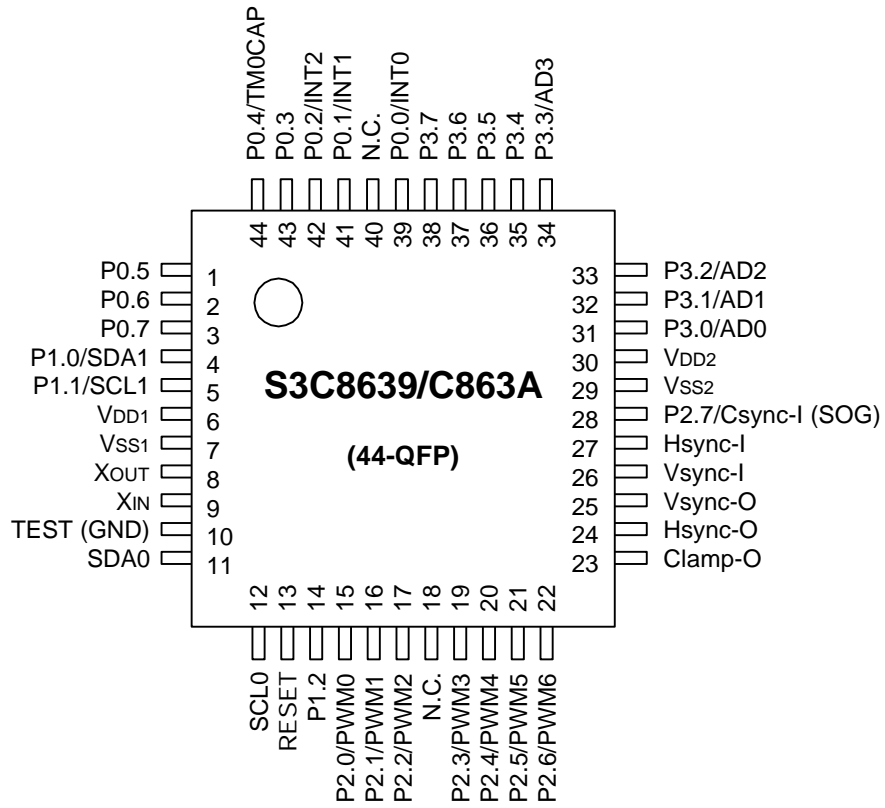 P0.4/TM0CAP
P0.3
P0.2/INT2
P0.1/INT1
N.C.
P0.0/INT0
P3.7
P3.6
P3.5
P3.4
P3.3/AD3
44
43
42
41
40
39
38
37
36
35
34
P0.5 1
P0.6 2
P0.7 3
P1.0/SDA1 4
P1.1/SCL1 5
VDD1 6
VSS1 7
XOUT 8
XIN 9
TEST (GND) 10
SDA0 11
S3C8639/C863A
(44-QFP)
33 P3.2/AD2
32 P3.1/AD1
31 P3.0/AD0
30 VDD2
29 VSS2
28 P2.7/Csync-I (SOG)
27 Hsync-I
26 Vsync-I
25 Vsync-O
24 Hsync-O
23 Clamp-O
12
13
14
15
16
17
18
19
20
21
22
SCL0
RESET
P1.2
P2.0/PWM0
P2.1/PWM1
P2.2/PWM2
N.C.
P2.3/PWM3
P2.4/PWM4
P2.5/PWM5
P2.6/PWM6